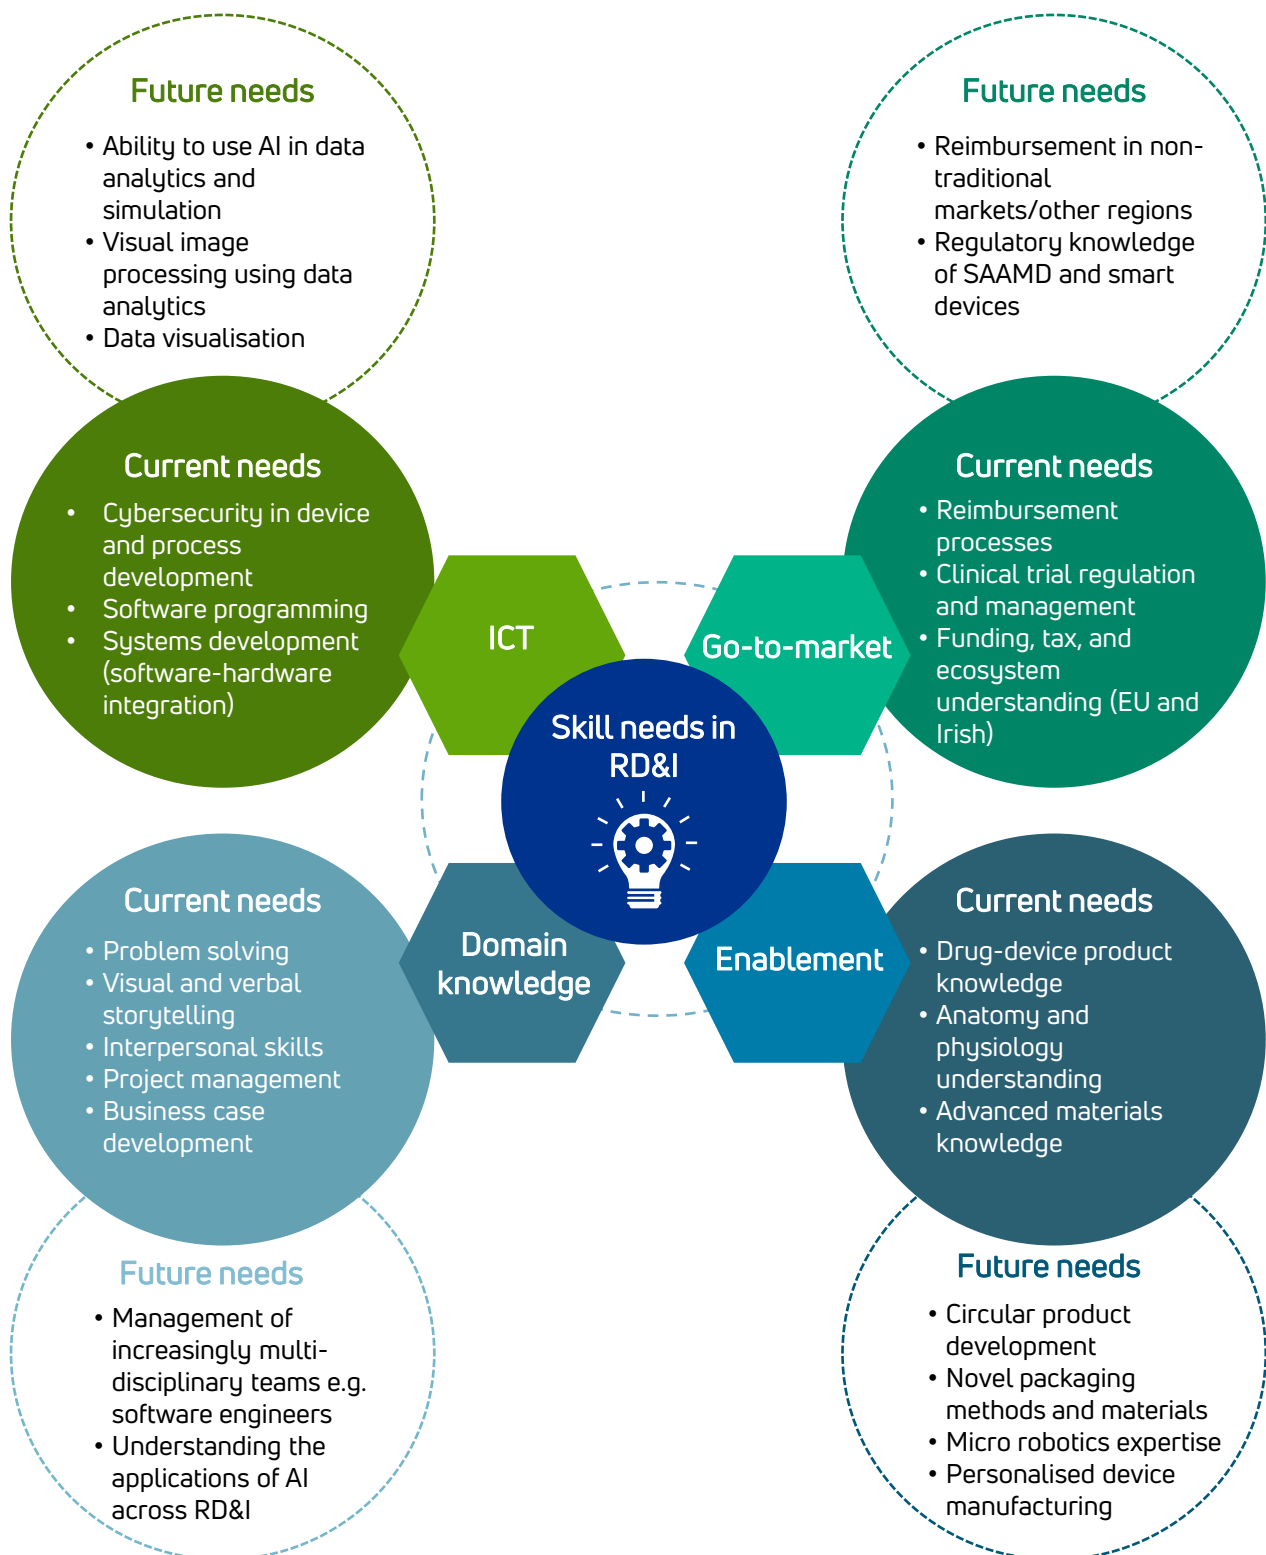 Future needs
• Ability to use AI in data
analytics and
simulation
• Visual image
processing using data
analytics
• Data visualisation
Future needs
• Reimbursement in non-
traditional
markets/other regions
• Regulatory knowledge
of SAAMD and smart
devices
Current needs
• Cybersecurity in device
and process
development
• Software programming
• Systems development
(software-hardware
integration)
Current needs
• Reimbursement
processes
• Clinical trial regulation
and management
• Funding, tax, and
ecosystem
understanding (EU and
Irish)
ICT
Go-to-market
Skill needs in
RD&I
Domain
knowledge
Enablement
Current needs
• Problem solving
• Visual and verbal
storytelling
• Interpersonal skills
• Project management
• Business case
development
Current needs
• Drug-device product
knowledge
• Anatomy and
physiology
understanding
• Advanced materials
knowledge
Future needs
• Management of
increasingly multi-
disciplinary teams e.g.
software engineers
• Understanding the
applications of AI
across RD&I
Future needs
• Circular product
development
• Novel packaging
methods and materials
• Micro robotics expertise
• Personalised device
manufacturing